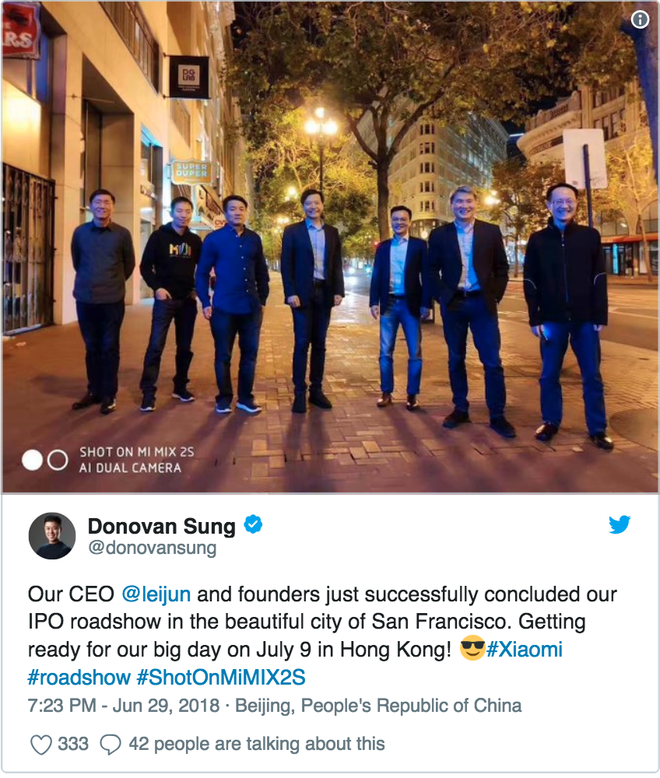 RS
DG
LAB
SUPER
DUPER
SHOT ON MI MIX 2S
AI DUAL CAMERA
Donovan Sung
@donovansung
Our CEO @leijun and founders just successfully concluded our
IPO roadshow in the beautiful city of San Francisco. Getting
ready for our big day on July 9 in Hong Kong! 😎#Xiaomi
#roadshow #ShotOnMiMIX2S
7:23 PM - Jun 29, 2018 · Beijing, People's Republic of China
333 42 people are talking about this